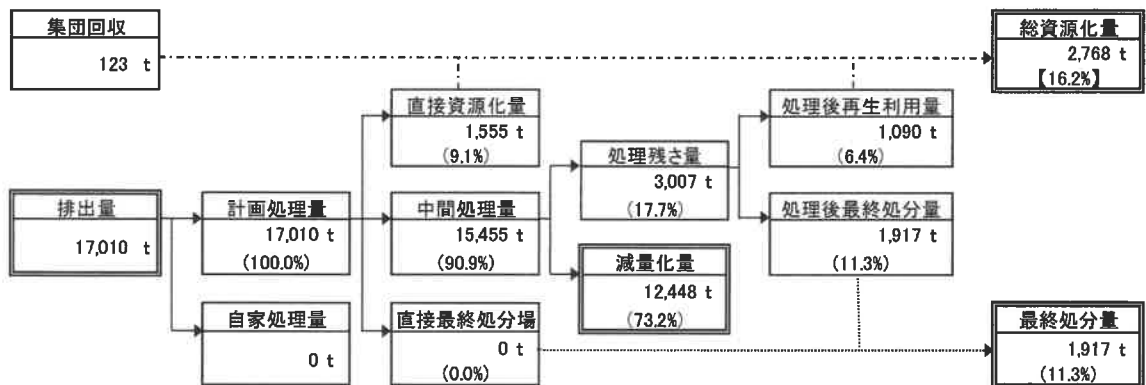 集団回収
123 t
総資源化量
2,768 t
【16.2%】
直接資源化量
1,555 t
(9.1%)
処理後再生利用量
1,090 t
(6.4%)
処理残さ量
3,007 t
(17.7%)
排出量
17,010 t
計画処理量
17,010 t
(100.0%)
中間処理量
15,455 t
(90.9%)
処理後最終処分量
1,917 t
(11.3%)
減量化量
12,448 t
(73.2%)
自家処理量
0 t
直接最終処分場
0 t
(0.0%)
最終処分量
1,917 t
(11.3%)